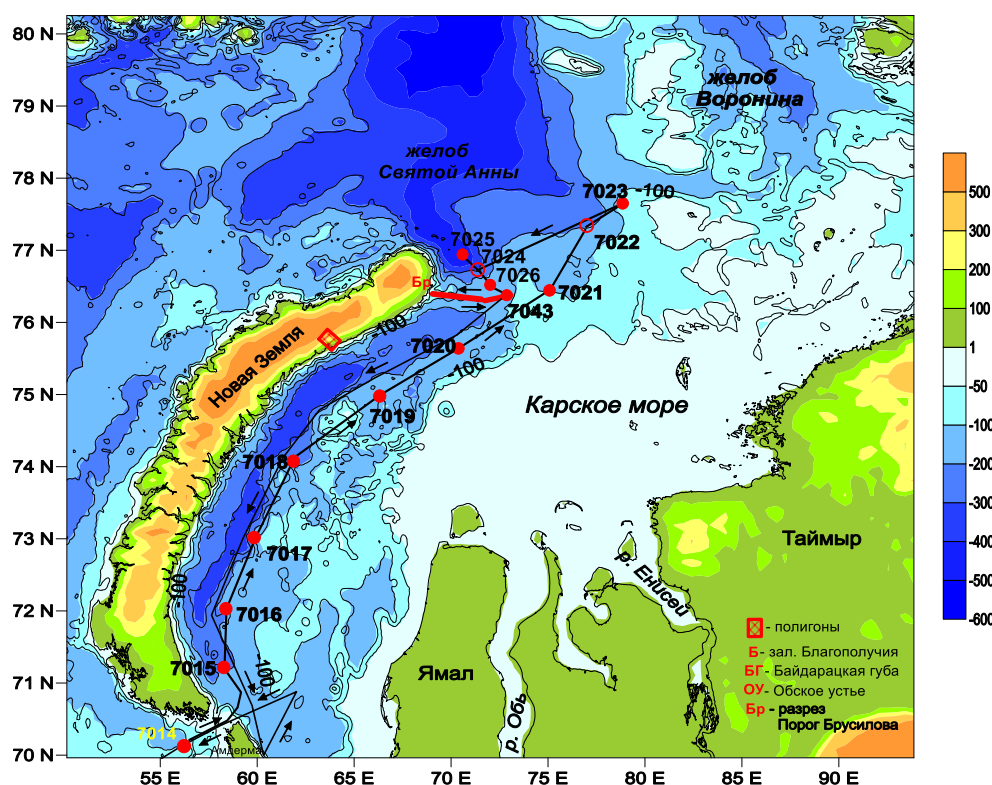 80 N
79 N
78 N
77 N
76 N
75 N
74 N
73 N
72 N
71 N
70 N
желоб
Воронина
желоб
Святой Анны
7023
-100
7022
7025
7024
7026
7021
Бр
7043
-100
7020
-100
7019
Новая Земля
Карское море
7018
7017
Таймыр
р. Енисей
-100
7016
7015
-100
Ямал
р. Обь
7014
Амдерма
- полигоны
Б - зал. Благополучия
БГ - Байдарацкая губа
ОУ - Обское устье
Бр - разрез
Порог Брусилова
55 E
60 E
65 E
70 E
75 E
80 E
85 E
90 E
500
300
200
100
50
1
-50
-100
-200
-300
-400
-500
-600